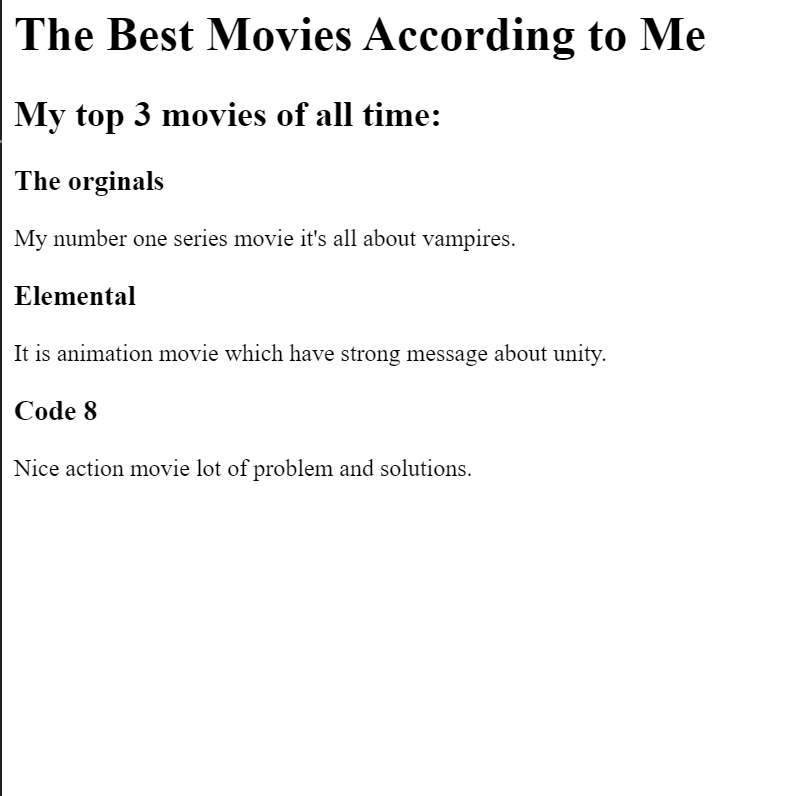 The Best Movies According to Me
My top 3 movies of all time:
The orginals
My number one series movie it's all about vampires.
Elemental
It is animation movie which have strong message about unity.
Code 8
Nice action movie lot of problem and solutions.